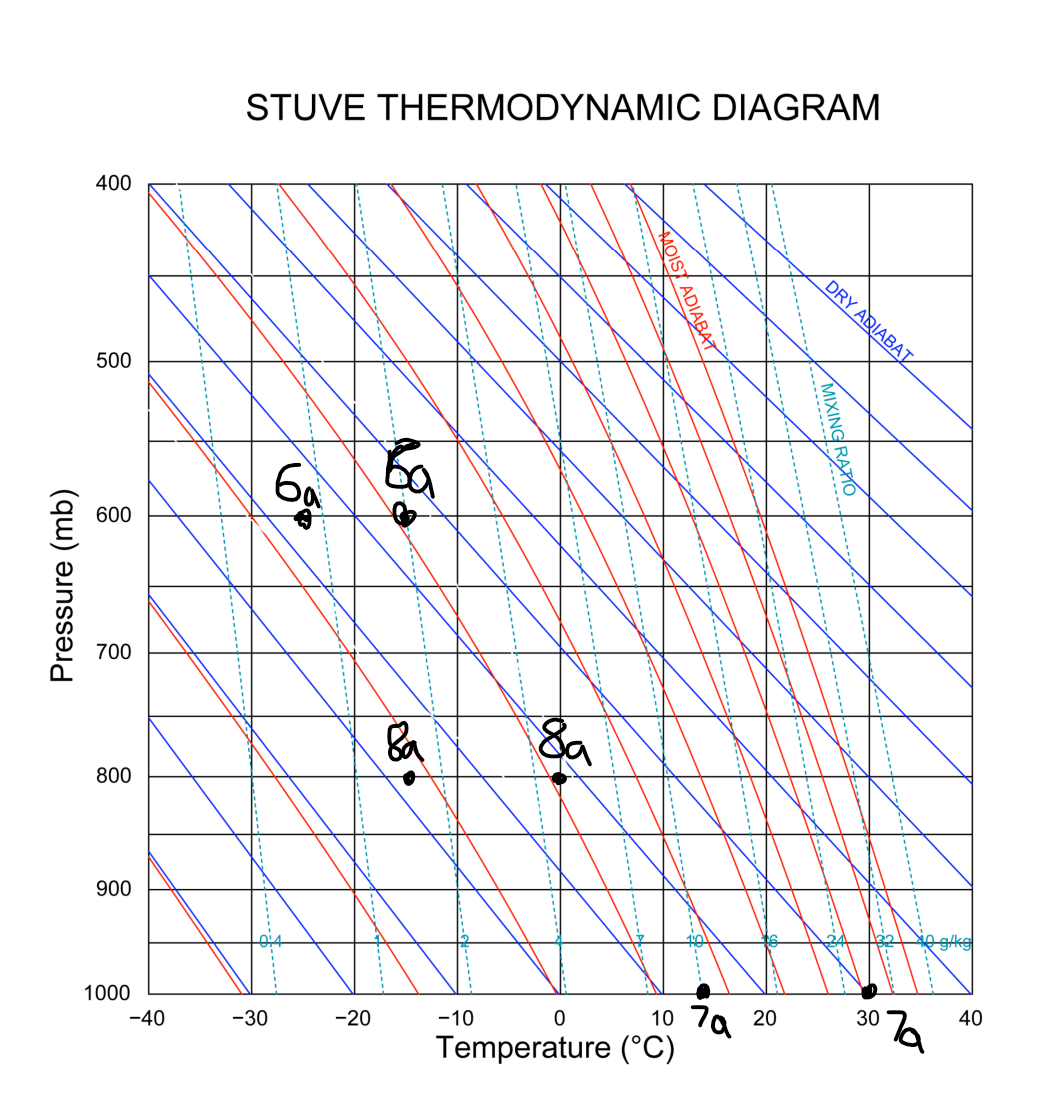 STUVE THERMODYNAMIC DIAGRAM
400
MOIST ADIABAT
DRY ADIABAT
500
MIXING RATIO
6a
6a
600
Pressure (mb)
700
8a
8a
800
900
0.4 1 2 4 7 10 16 24 32 40 g/kg
1000
−40 −30 −20 −10 0 10 20 30 40
7a
7a
Temperature (°C)